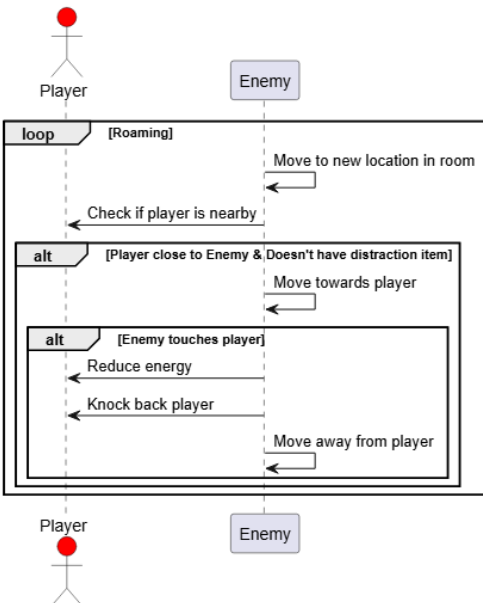 Player
Enemy
loop [Roaming]
Move to new location in room
Check if player is nearby
alt [Player close to Enemy & Doesn't have distraction item]
Move towards player
alt [Enemy touches player]
Reduce energy
Knock back player
Move away from player
Player
Enemy